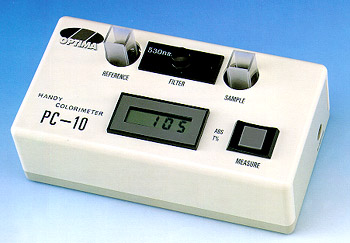 OPTIMA
530nm
REFERENCE
FILTER
SAMPLE
HANDY
COLORIMETER
PC-10
105
ABS
T%
MEASURE